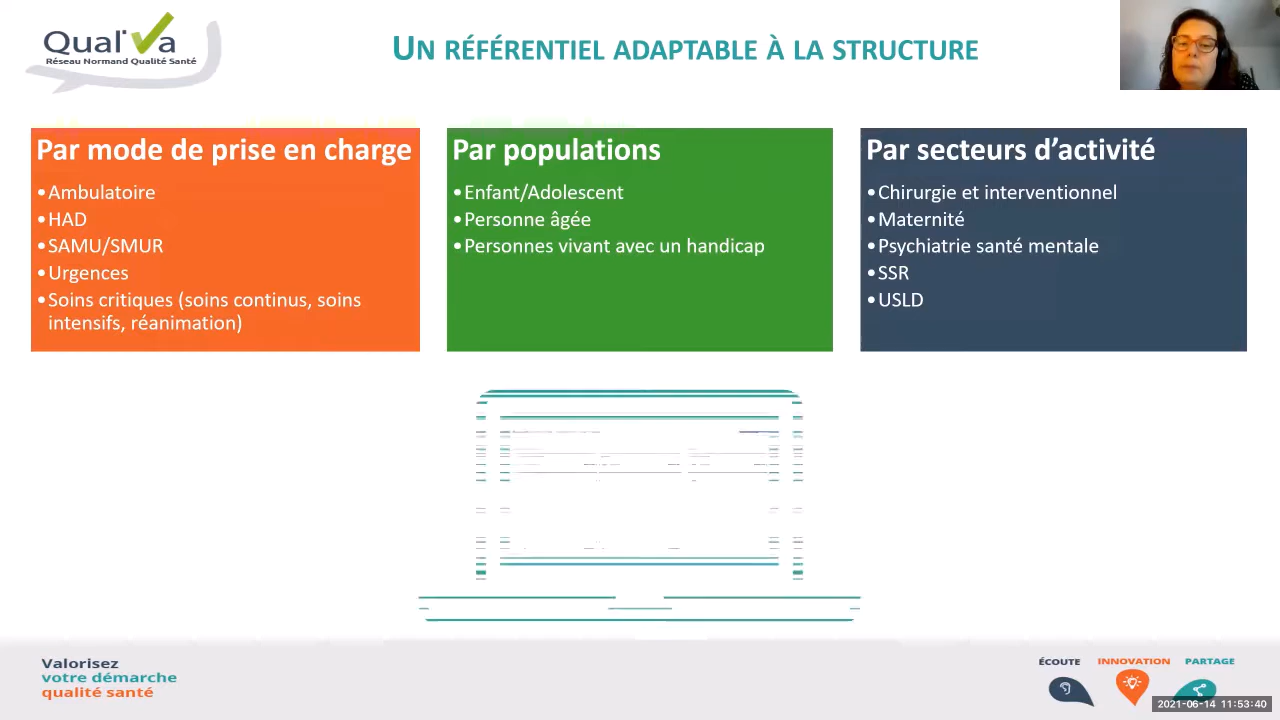 Qual'va
Réseau Normand Qualité Santé
UN RÉFÉRENTIEL ADAPTABLE À LA STRUCTURE
Par mode de prise en charge
•Ambulatoire
•HAD
•SAMU/SMUR
•Urgences
•Soins critiques (soins continus, soins
intensifs, réanimation)
Par populations
•Enfant/Adolescent
•Personne âgée
•Personnes vivant avec un handicap
Par secteurs d'activité
•Chirurgie et interventionnel
•Maternité
•Psychiatrie santé mentale
•SSR
•USLD
Valorisez
votre démarche
qualité santé
ÉCOUTE
INNOVATION
PARTAGE
2021-06-14 11:53:40